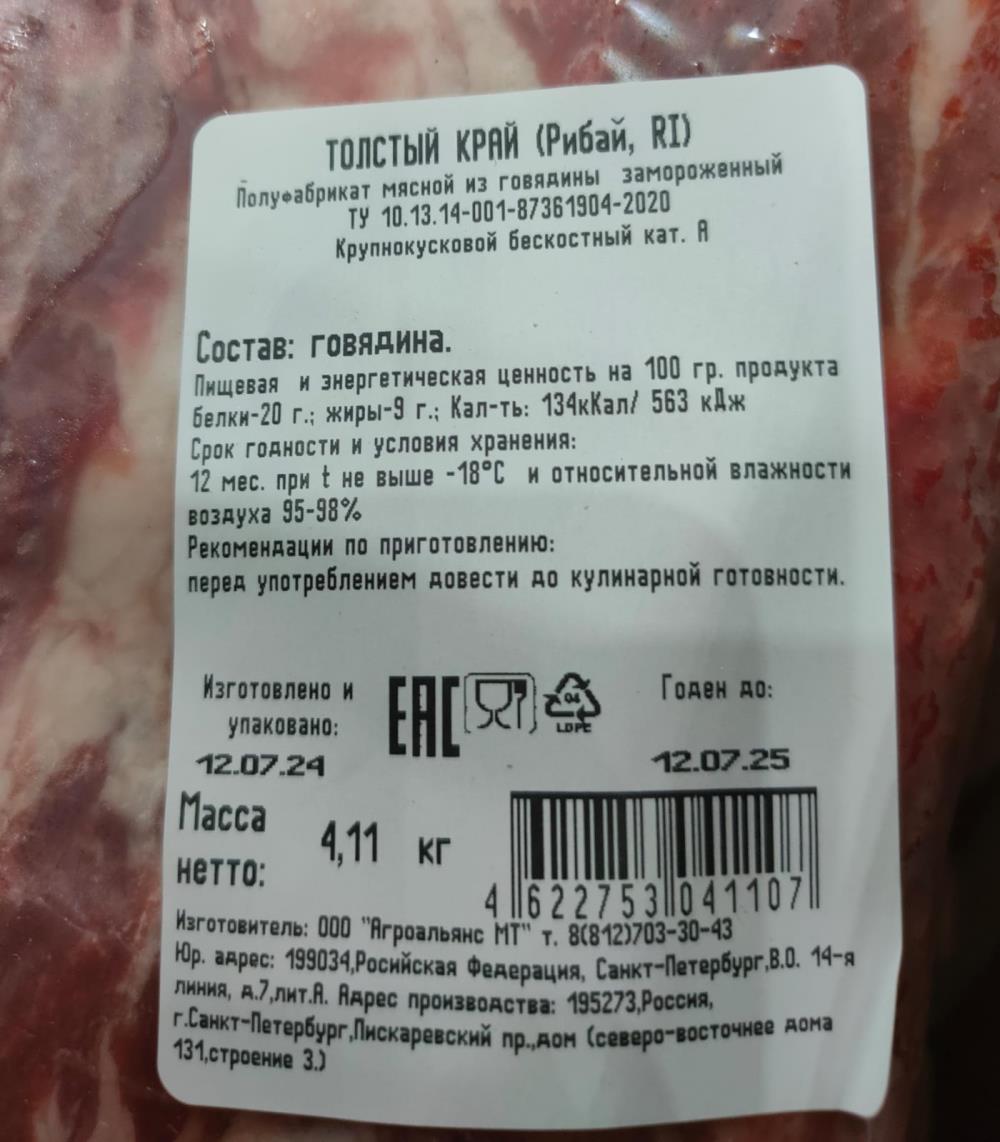 ТОЛСТЫЙ КРАЙ (Рибай, RI)
Полуфабрикат мясной из говядины замороженный
ТУ 10.13.14-001-87361904-2020
Крупнокусковой бескостный кат. А
Состав: говядина.
Пищевая и энергетическая ценность на 100 гр. продукта
белки-20 г.; жиры-9 г.; Кал-ть: 134кКал/ 563 кДж
Срок годности и условия хранения:
12 мес. при t не выше -18°С и относительной влажности
воздуха 95-98%
Рекомендации по приготовлению:
перед употреблением довести до кулинарной готовности.
Изготовлено и
упаковано:
12.07.24
EAC
04
LDPE
Годен до:
12.07.25
Масса
нетто:
4,11 кг
4 622753 041107
Изготовитель: ООО "Агроальянс МТ" т. 8(812)703-30-43
Юр. адрес: 199034,Росийская Федерация, Санкт-Петербург,В.О. 14-я
линия, д.7,лит.А. Адрес производства: 195273,Россия,
г.Санкт-Петербург,Пискаревский пр.,дом (северо-восточнее дома
131,строение 3.)